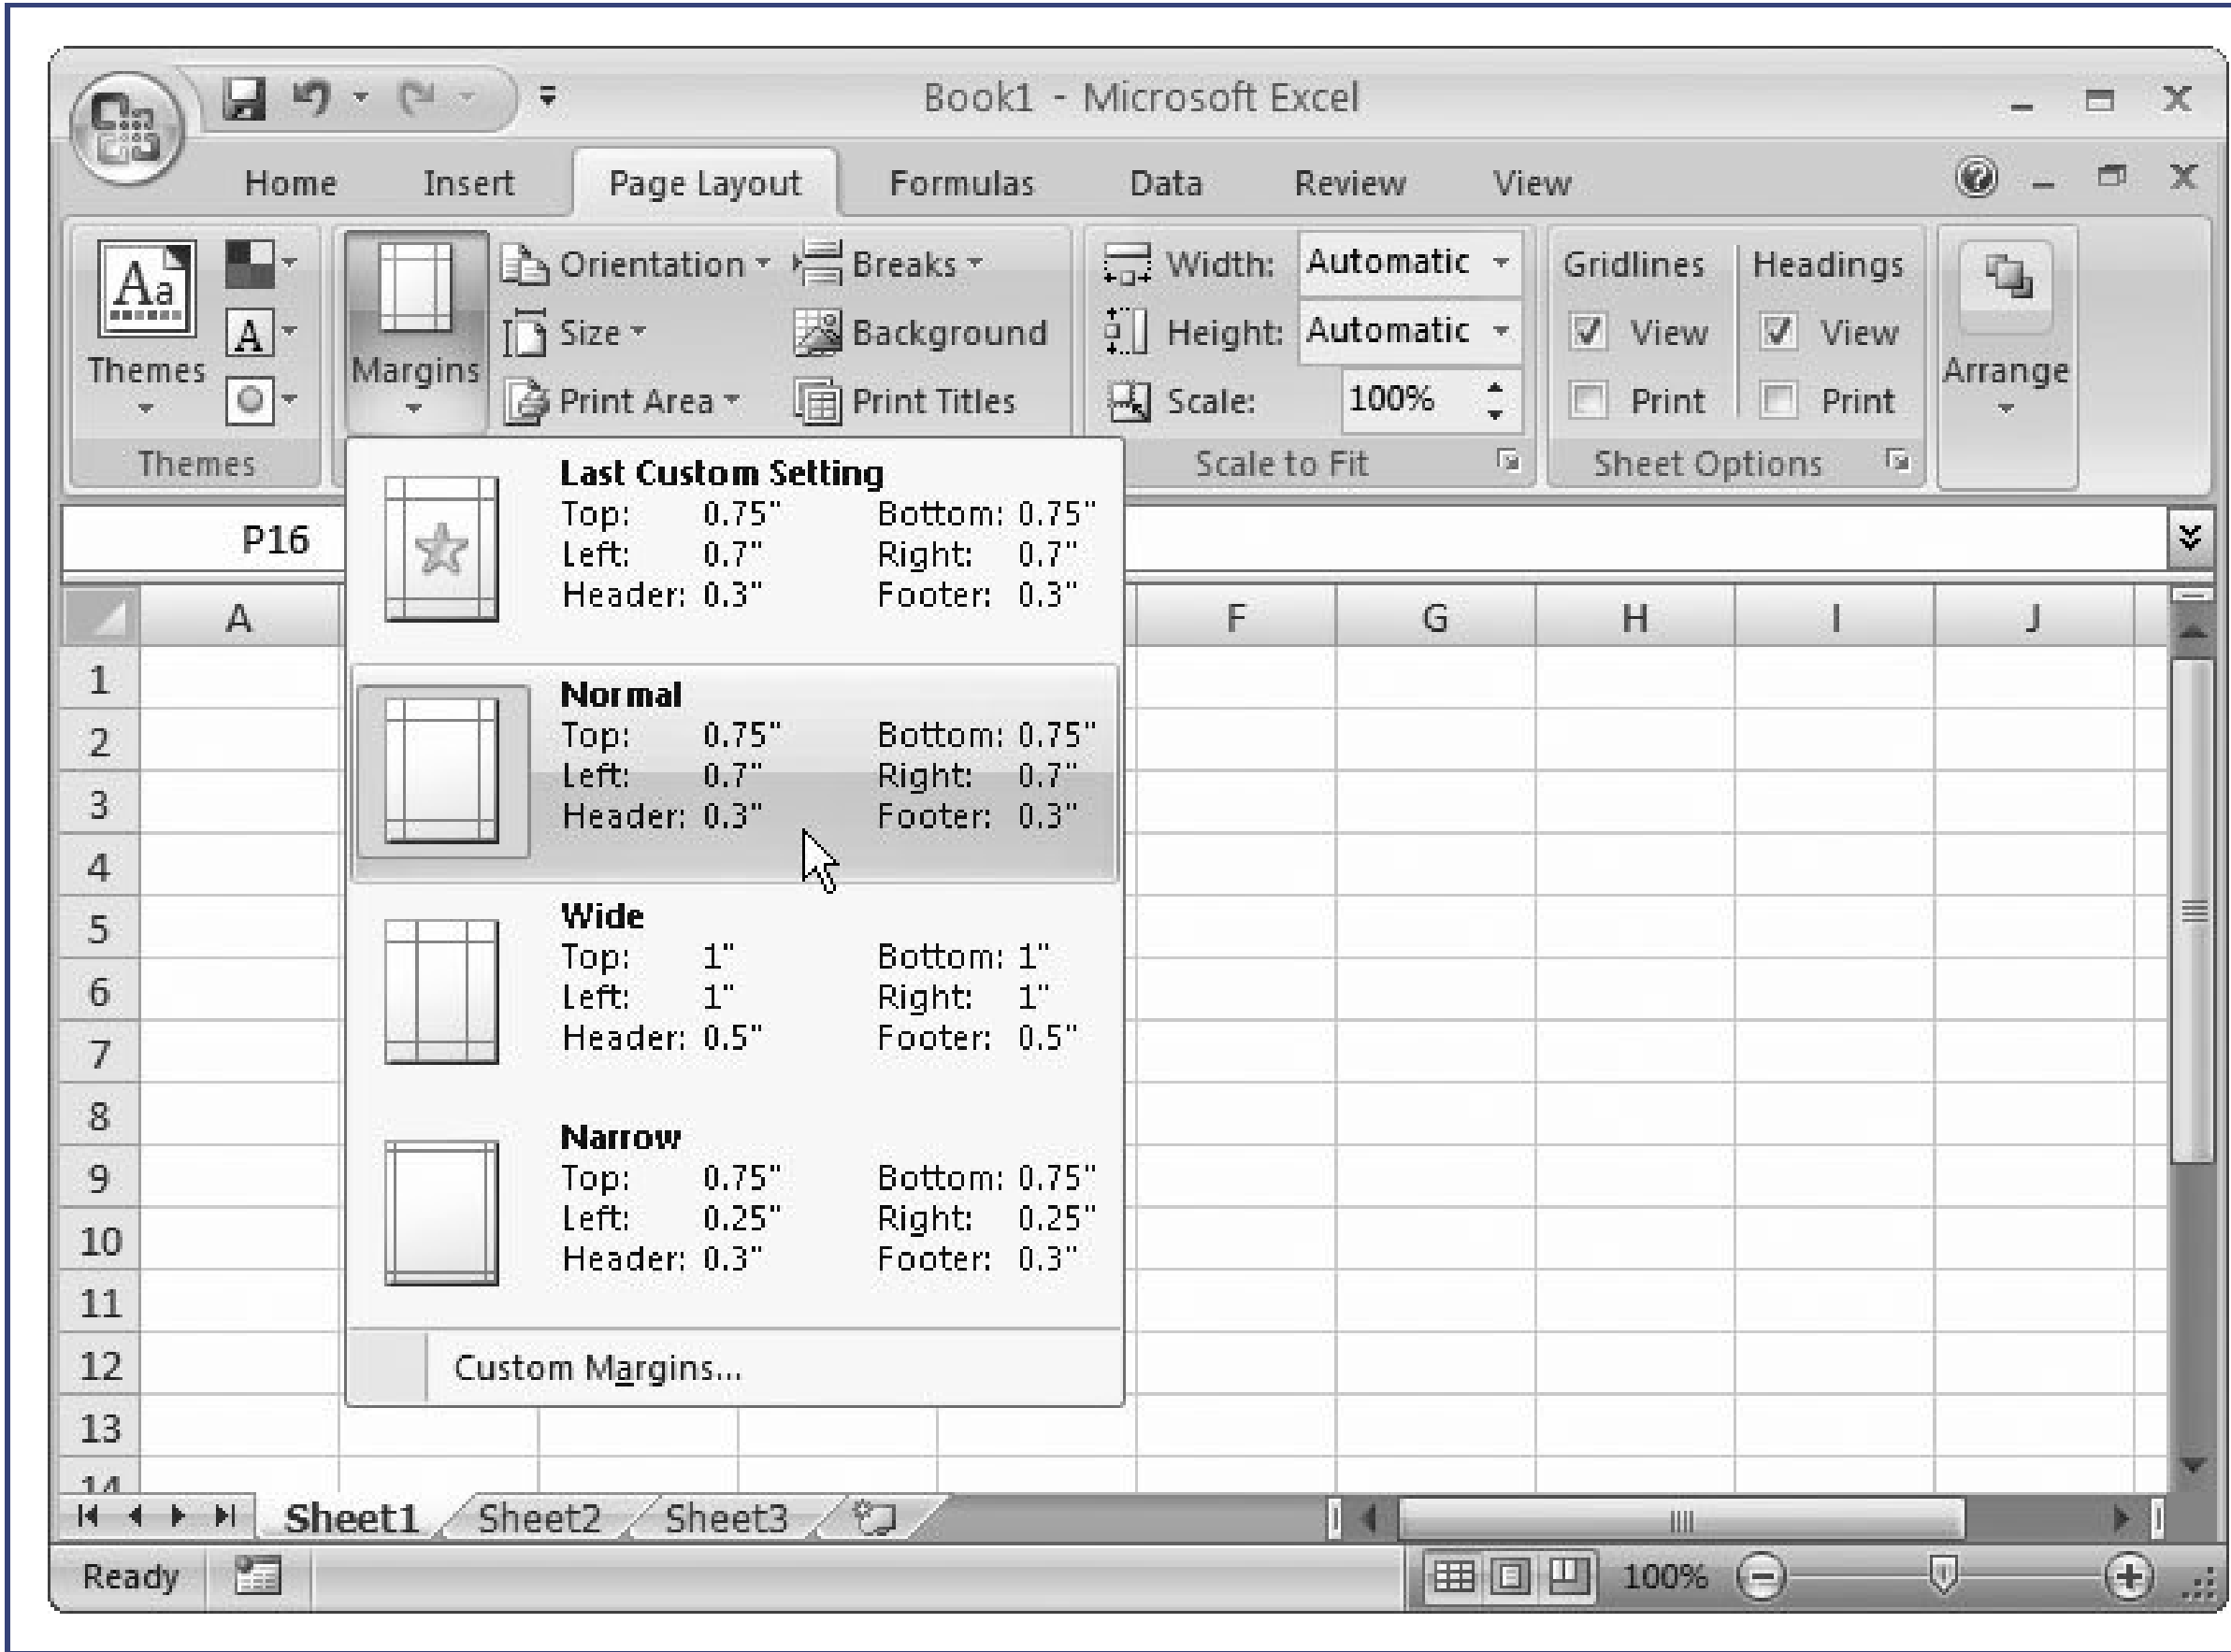 Book1 - Microsoft Excel
Home Insert Page Layout Formulas Data Review View
Aa
Themes
A
Themes
Margins
Orientation
Size
Print Area
Breaks
Background
Print Titles
Width: Automatic
Height: Automatic
Scale: 100%
Scale to Fit
Gridlines
View
Print
Headings
View
Print
Sheet Options
Arrange
P16
Last Custom Setting
Top: 0.75" Bottom: 0.75"
Left: 0.7" Right: 0.7"
Header: 0.3" Footer: 0.3"
Normal
Top: 0.75" Bottom: 0.75"
Left: 0.7" Right: 0.7"
Header: 0.3" Footer: 0.3"
Wide
Top: 1" Bottom: 1"
Left: 1" Right: 1"
Header: 0.5" Footer: 0.5"
Narrow
Top: 0.75" Bottom: 0.75"
Left: 0.25" Right: 0.25"
Header: 0.3" Footer: 0.3"
Custom Margins...
A F G H I J
1
2
3
4
5
6
7
8
9
10
11
12
13
14
Sheet1 Sheet2 Sheet3
Ready 100%